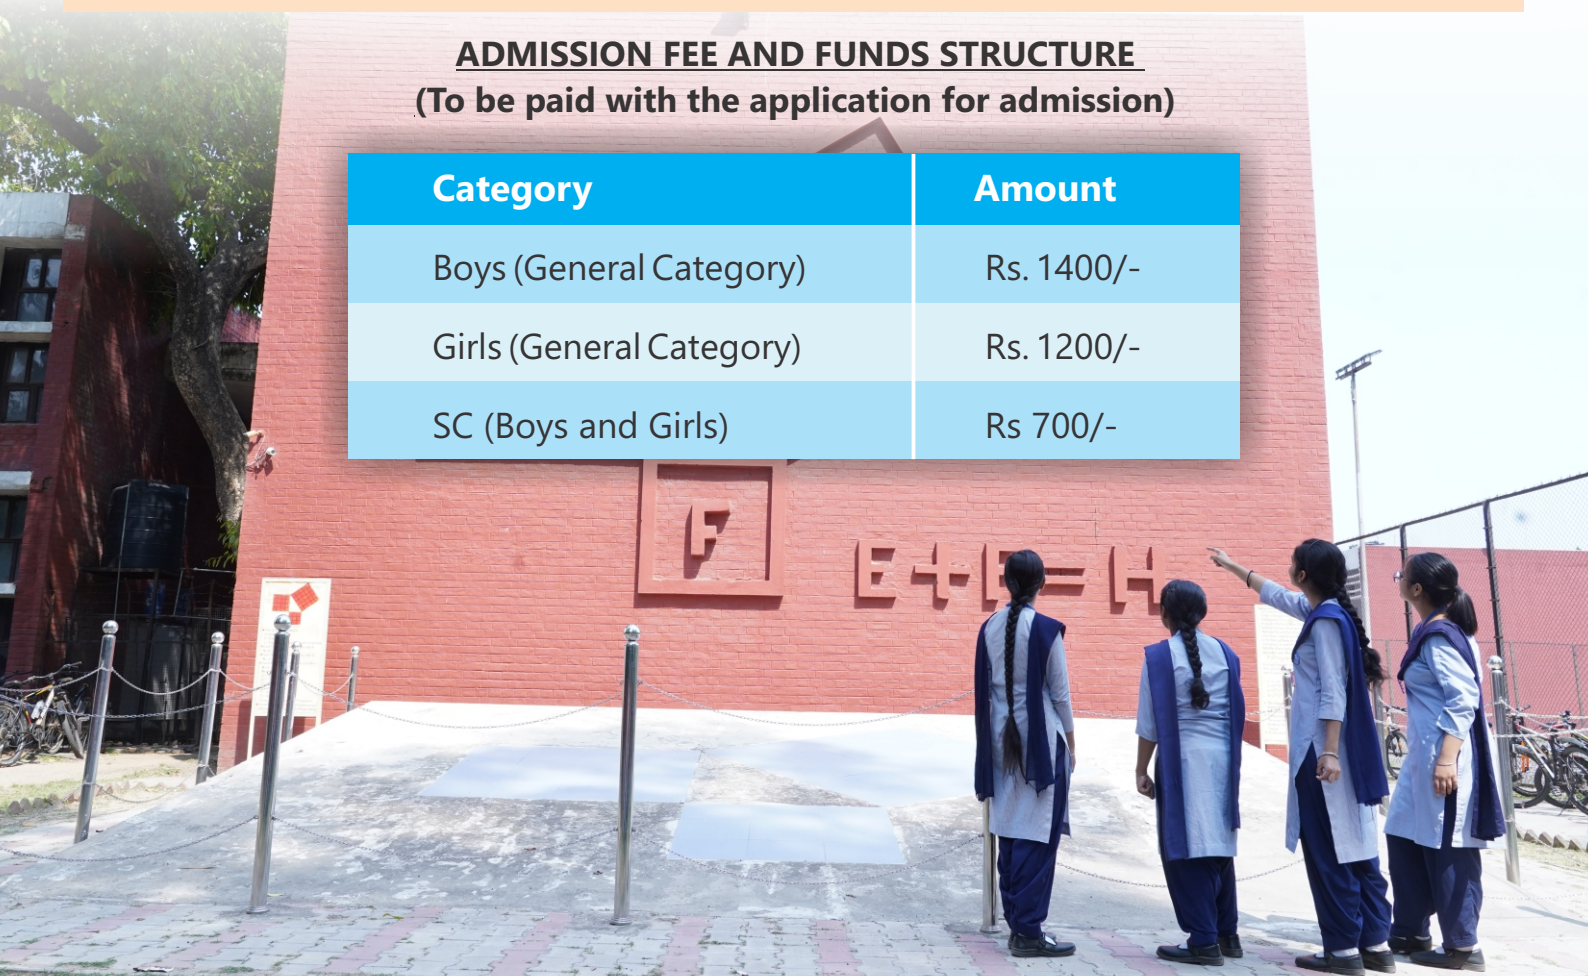 ADMISSION FEE AND FUNDS STRUCTURE
(To be paid with the application for admission)
Category Amount
Boys (General Category) Rs. 1400/-
Girls (General Category) Rs. 1200/-
SC (Boys and Girls) Rs 700/-
F
E+F=H